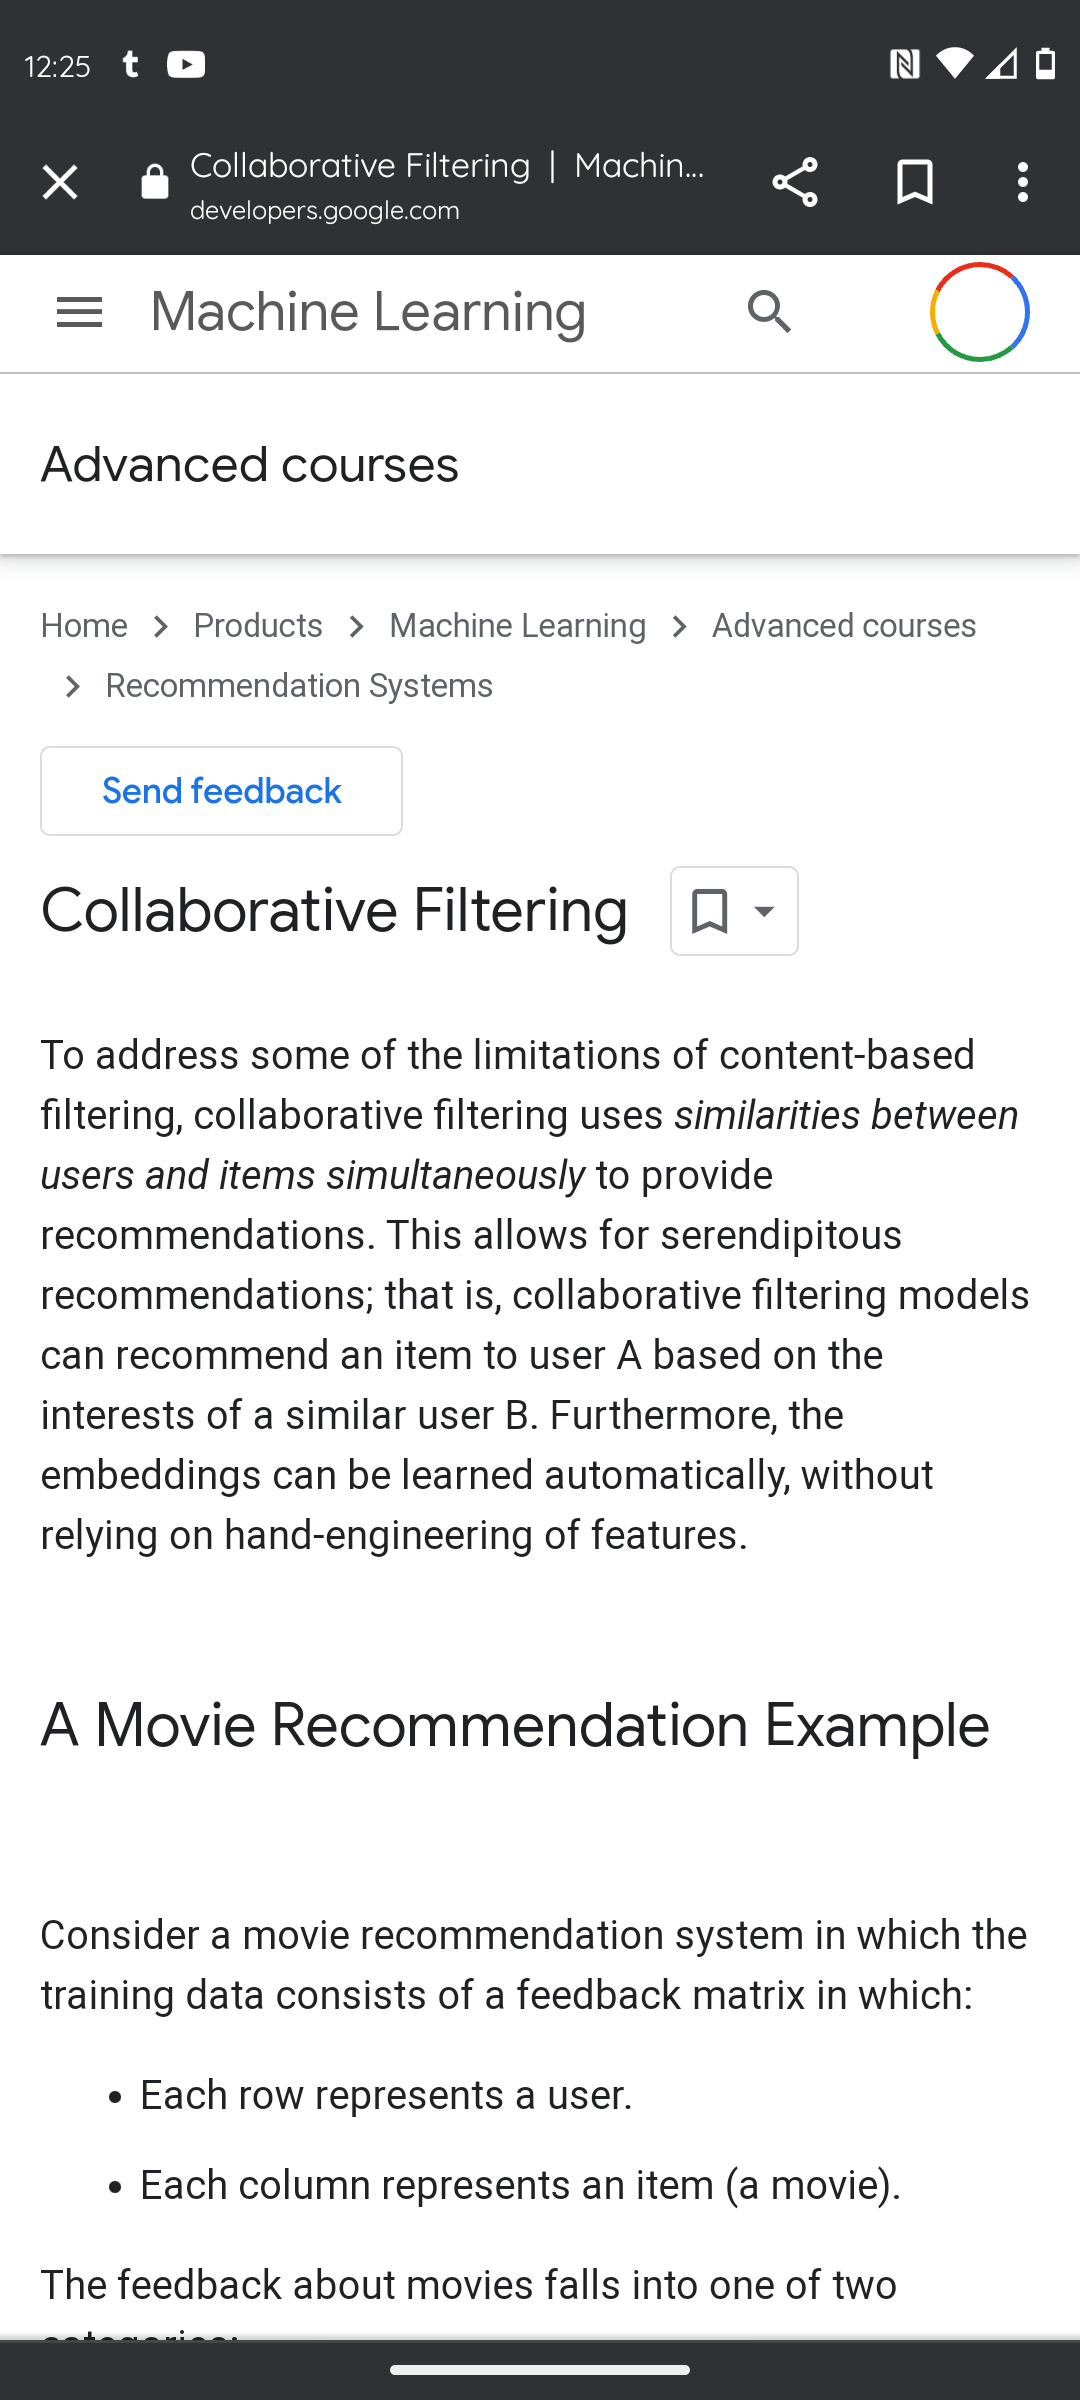 12:25
Collaborative Filtering | Machin...
developers.google.com
Machine Learning
Advanced courses
Home > Products > Machine Learning > Advanced courses
> Recommendation Systems
Send feedback
Collaborative Filtering
To address some of the limitations of content-based
filtering, collaborative filtering uses similarities between
users and items simultaneously to provide
recommendations. This allows for serendipitous
recommendations; that is, collaborative filtering models
can recommend an item to user A based on the
interests of a similar user B. Furthermore, the
embeddings can be learned automatically, without
relying on hand-engineering of features.
A Movie Recommendation Example
Consider a movie recommendation system in which the
training data consists of a feedback matrix in which:
• Each row represents a user.
• Each column represents an item (a movie).
The feedback about movies falls into one of two